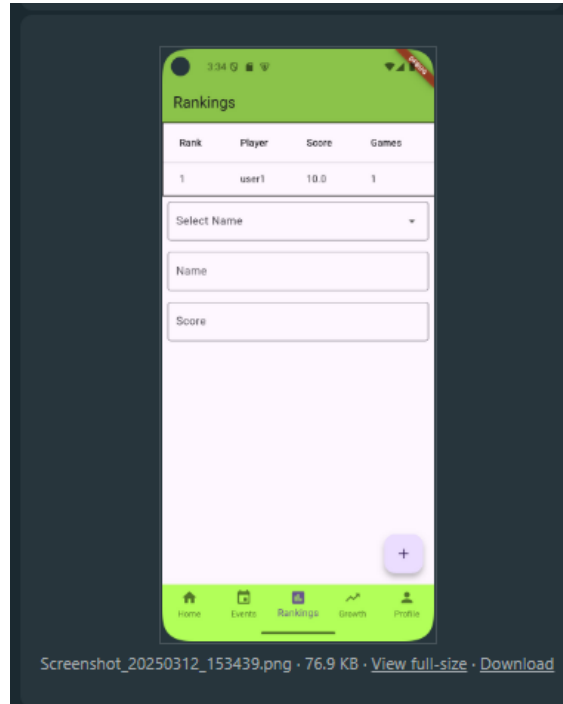 3:34
DEBUG
Rankings
Rank Player Score Games
1 user1 10.0 1
Select Name
Name
Score
+
Home Events Rankings Growth Profile
Screenshot_20250312_153439.png · 76.9 KB · View full-size · Download